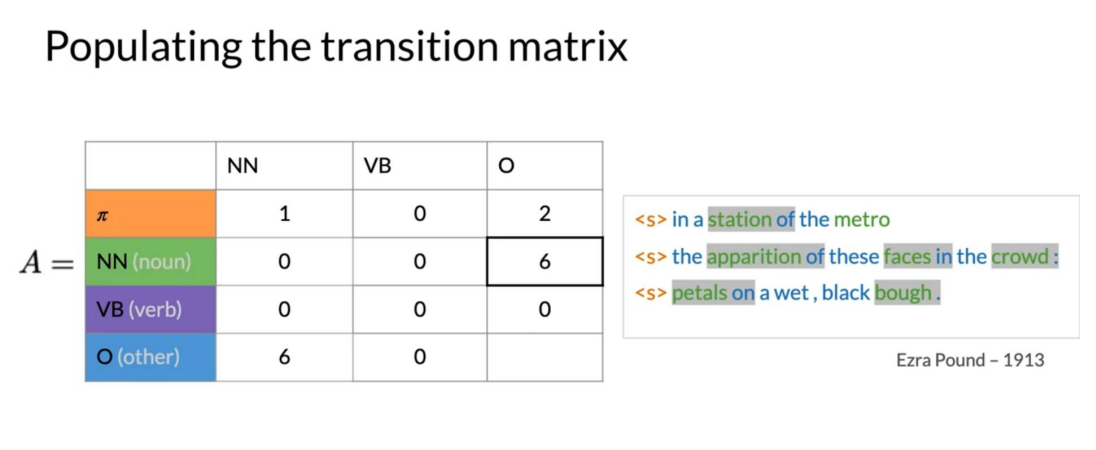 Populating the transition matrix
NN VB O
π 1 0 2
A = NN (noun) 0 0 6
VB (verb) 0 0 0
O (other) 6 0
<s> in a station of the metro
<s> the apparition of these faces in the crowd :
<s> petals on a wet , black bough .
Ezra Pound – 1913